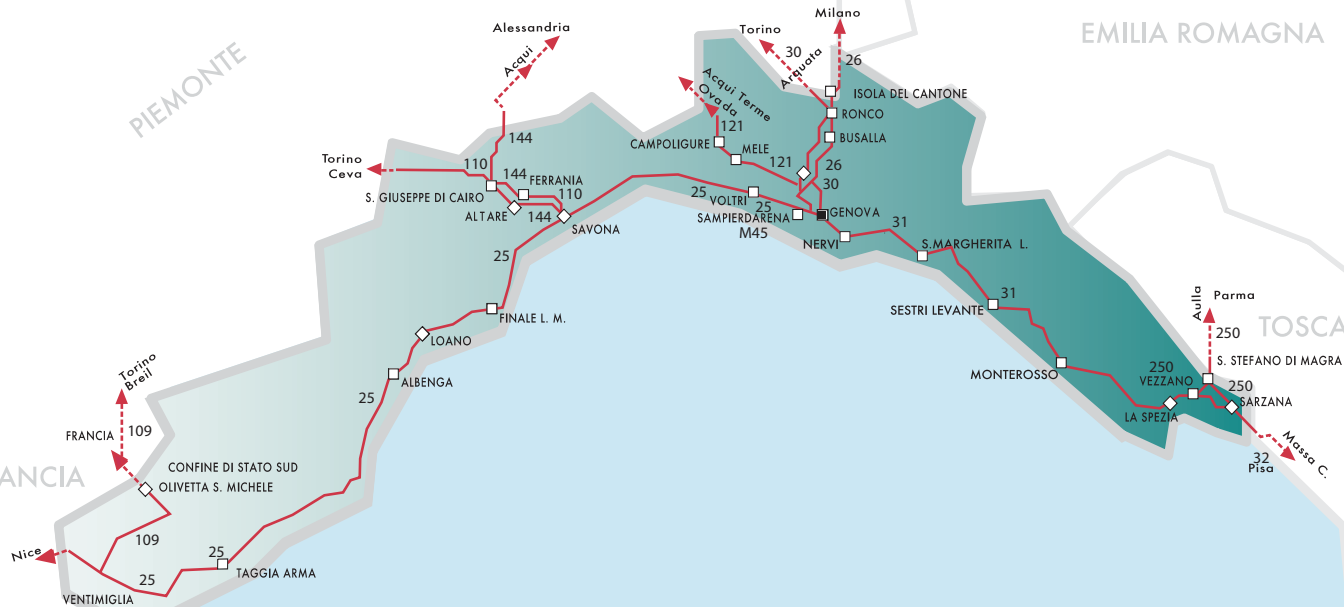 Milano
Alessandria
Torino
EMILIA ROMAGNA
30
26
Acqui
Arquata
PIEMONTE
Acqui Terme
Ovada
ISOLA DEL CANTONE
RONCO
121
144
BUSALLA
CAMPOLIGURE
MELE
Torino
Ceva
110
121
26
144
FERRANIA
30
110
25
S. GIUSEPPE DI CAIRO
VOLTRI
25
ALTARE
144
SAMPIERDARENA
GENOVA
SAVONA
M45
31
NERVI
S.MARGHERITA L.
25
31
Aulla
Parma
SESTRI LEVANTE
FINALE L. M.
TOSCA
250
LOANO
S. STEFANO DI MAGRA
250
MONTEROSSO
VEZZANO
250
Torino
Breil
ALBENGA
SARZANA
25
LA SPEZIA
109
FRANCIA
Massa C.
32
Pisa
CONFINE DI STATO SUD
ANCIA
OLIVETTA S. MICHELE
109
Nice
25
TAGGIA ARMA
25
VENTIMIGLIA